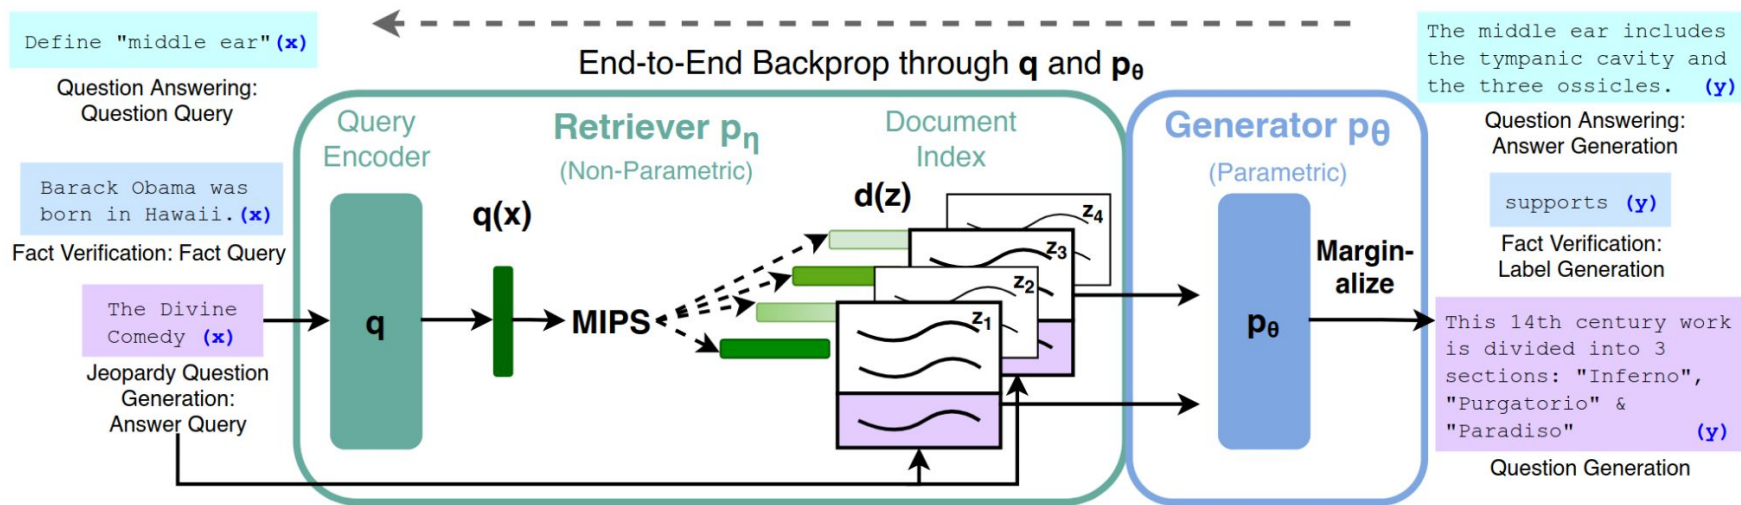 Define "middle ear" (x)
Question Answering:
Question Query
Barack Obama was
born in Hawaii. (x)
Fact Verification: Fact Query
The Divine
Comedy (x)
Jeopardy Question
Generation:
Answer Query
End-to-End Backprop through q and pθ
Query
Encoder
q
q(x)
Retriever pη
(Non-Parametric)
MIPS
d(z)
Document
Index
z4
z3
z2
z1
Generator pθ
(Parametric)
pθ
Margin-
alize
The middle ear includes
the tympanic cavity and
the three ossicles. (y)
Question Answering:
Answer Generation
supports (y)
Fact Verification:
Label Generation
This 14th century work
is divided into 3
sections: "Inferno",
"Purgatorio" &
"Paradiso" (y)
Question Generation